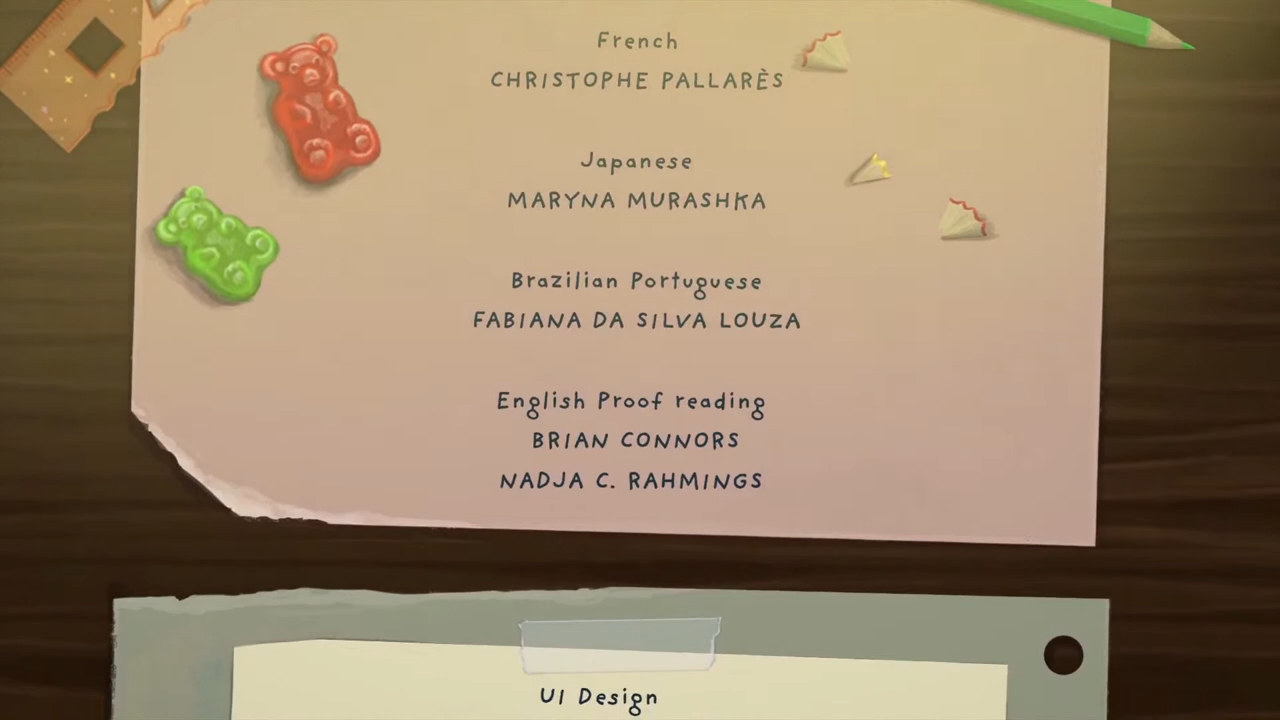 French
CHRISTOPHE PALLARÈS
Japanese
MARYNA MURASHKA
Brazilian Portuguese
FABIANA DA SILVA LOUZA
English Proof reading
BRIAN CONNORS
NADJA C. RAHMINGS
UI Design